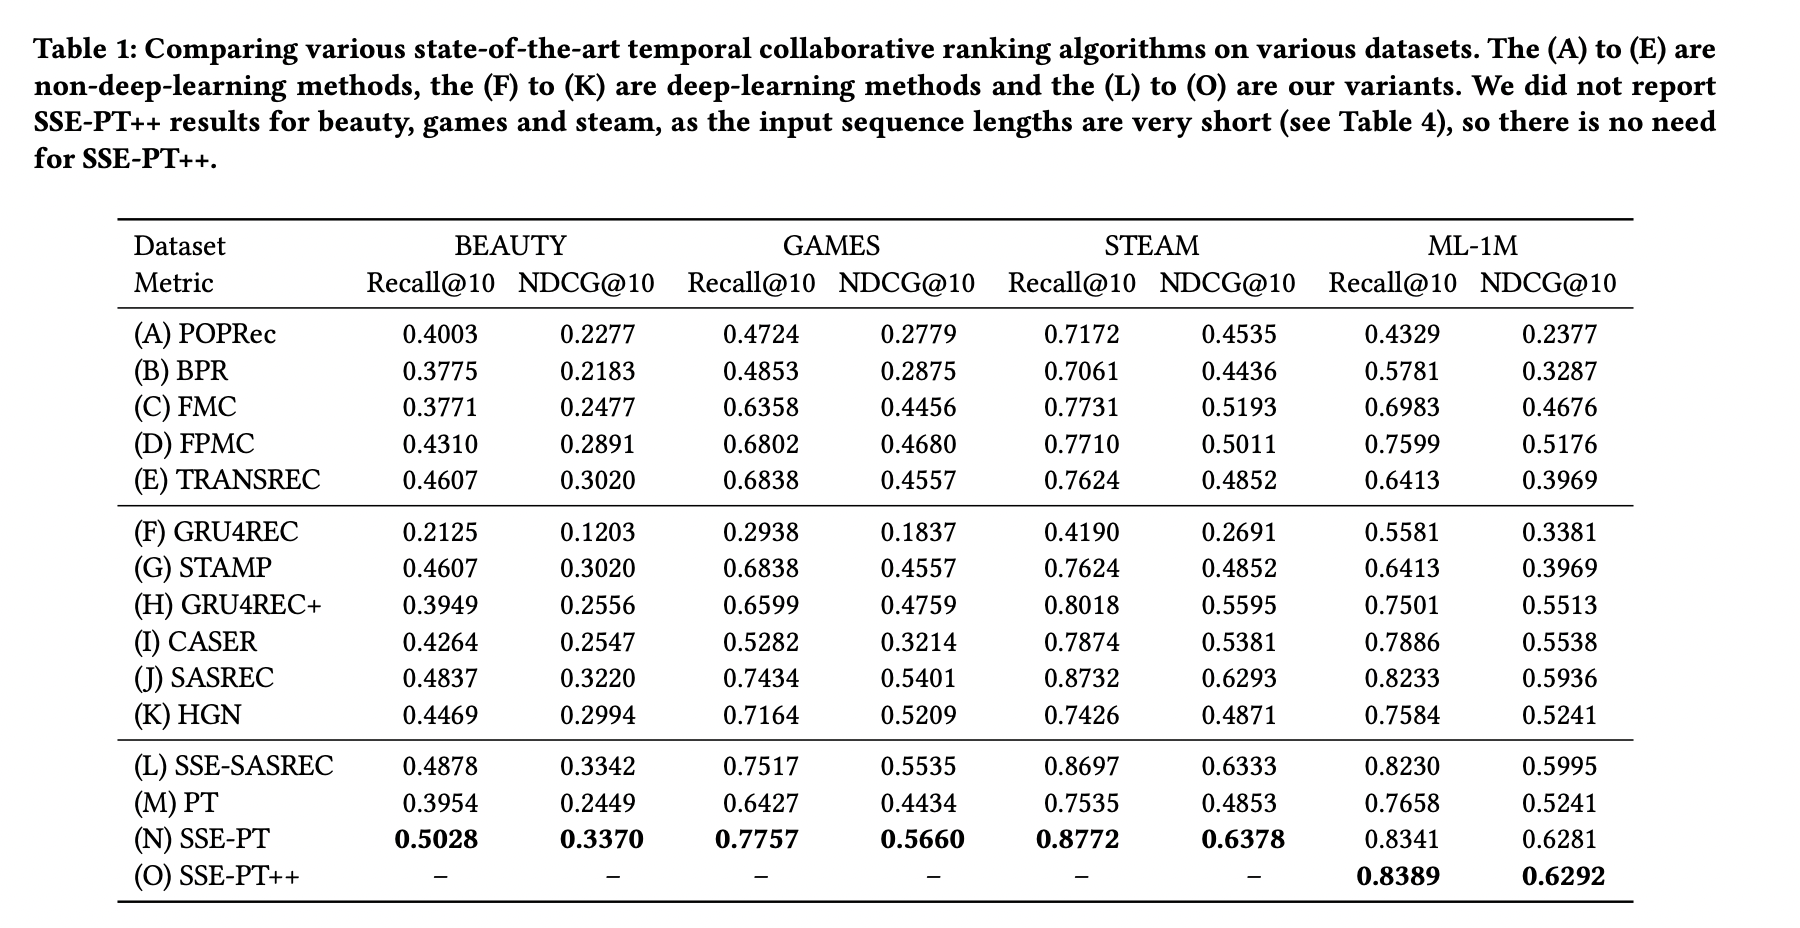 Table 1: Comparing various state-of-the-art temporal collaborative ranking algorithms on various datasets. The (A) to (E) are
non-deep-learning methods, the (F) to (K) are deep-learning methods and the (L) to (O) are our variants. We did not report
SSE-PT++ results for beauty, games and steam, as the input sequence lengths are very short (see Table 4), so there is no need
for SSE-PT++.
Dataset BEAUTY GAMES STEAM ML-1M
Metric Recall@10 NDCG@10 Recall@10 NDCG@10 Recall@10 NDCG@10 Recall@10 NDCG@10
(A) POPRec 0.4003 0.2277 0.4724 0.2779 0.7172 0.4535 0.4329 0.2377
(B) BPR 0.3775 0.2183 0.4853 0.2875 0.7061 0.4436 0.5781 0.3287
(C) FMC 0.3771 0.2477 0.6358 0.4456 0.7731 0.5193 0.6983 0.4676
(D) FPMC 0.4310 0.2891 0.6802 0.4680 0.7710 0.5011 0.7599 0.5176
(E) TRANSREC 0.4607 0.3020 0.6838 0.4557 0.7624 0.4852 0.6413 0.3969
(F) GRU4REC 0.2125 0.1203 0.2938 0.1837 0.4190 0.2691 0.5581 0.3381
(G) STAMP 0.4607 0.3020 0.6838 0.4557 0.7624 0.4852 0.6413 0.3969
(H) GRU4REC+ 0.3949 0.2556 0.6599 0.4759 0.8018 0.5595 0.7501 0.5513
(I) CASER 0.4264 0.2547 0.5282 0.3214 0.7874 0.5381 0.7886 0.5538
(J) SASREC 0.4837 0.3220 0.7434 0.5401 0.8732 0.6293 0.8233 0.5936
(K) HGN 0.4469 0.2994 0.7164 0.5209 0.7426 0.4871 0.7584 0.5241
(L) SSE-SASREC 0.4878 0.3342 0.7517 0.5535 0.8697 0.6333 0.8230 0.5995
(M) PT 0.3954 0.2449 0.6427 0.4434 0.7535 0.4853 0.7658 0.5241
(N) SSE-PT 0.5028 0.3370 0.7757 0.5660 0.8772 0.6378 0.8341 0.6281
(O) SSE-PT++ – – – – – – 0.8389 0.6292